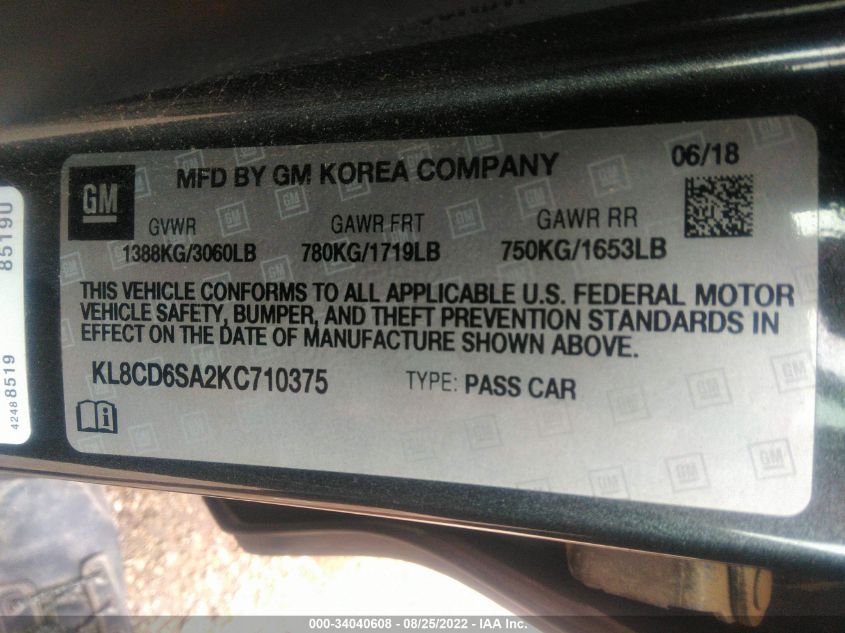 GM
MFD BY GM KOREA COMPANY
06/18
GVWR GAWR FRT GAWR RR
1388KG/3060LB 780KG/1719LB 750KG/1653LB
THIS VEHICLE CONFORMS TO ALL APPLICABLE U.S. FEDERAL MOTOR
VEHICLE SAFETY, BUMPER, AND THEFT PREVENTION STANDARDS IN
EFFECT ON THE DATE OF MANUFACTURE SHOWN ABOVE.
KL8CD6SA2KC710375 TYPE: PASS CAR
85190
42488519
000-34040608 - 08/25/2022 - IAA Inc.